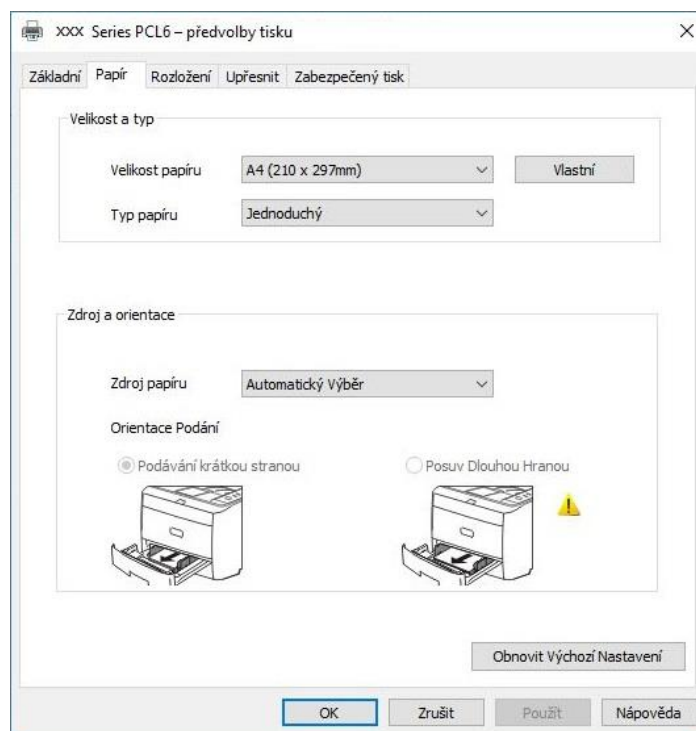 XXX Series PCL6 – předvolby tisku
Základní Papír Rozložení Upřesnit Zabezpečený tisk
Velikost a typ
Velikost papíru A4 (210 x 297mm) Vlastní
Typ papíru Jednoduchý
Zdroj a orientace
Zdroj papíru Automatický Výběr
Orientace Podání
Podávání krátkou stranou Posuv Dlouhou Hranou
Obnovit Výchozí Nastavení
OK Zrušit Použít Nápověda